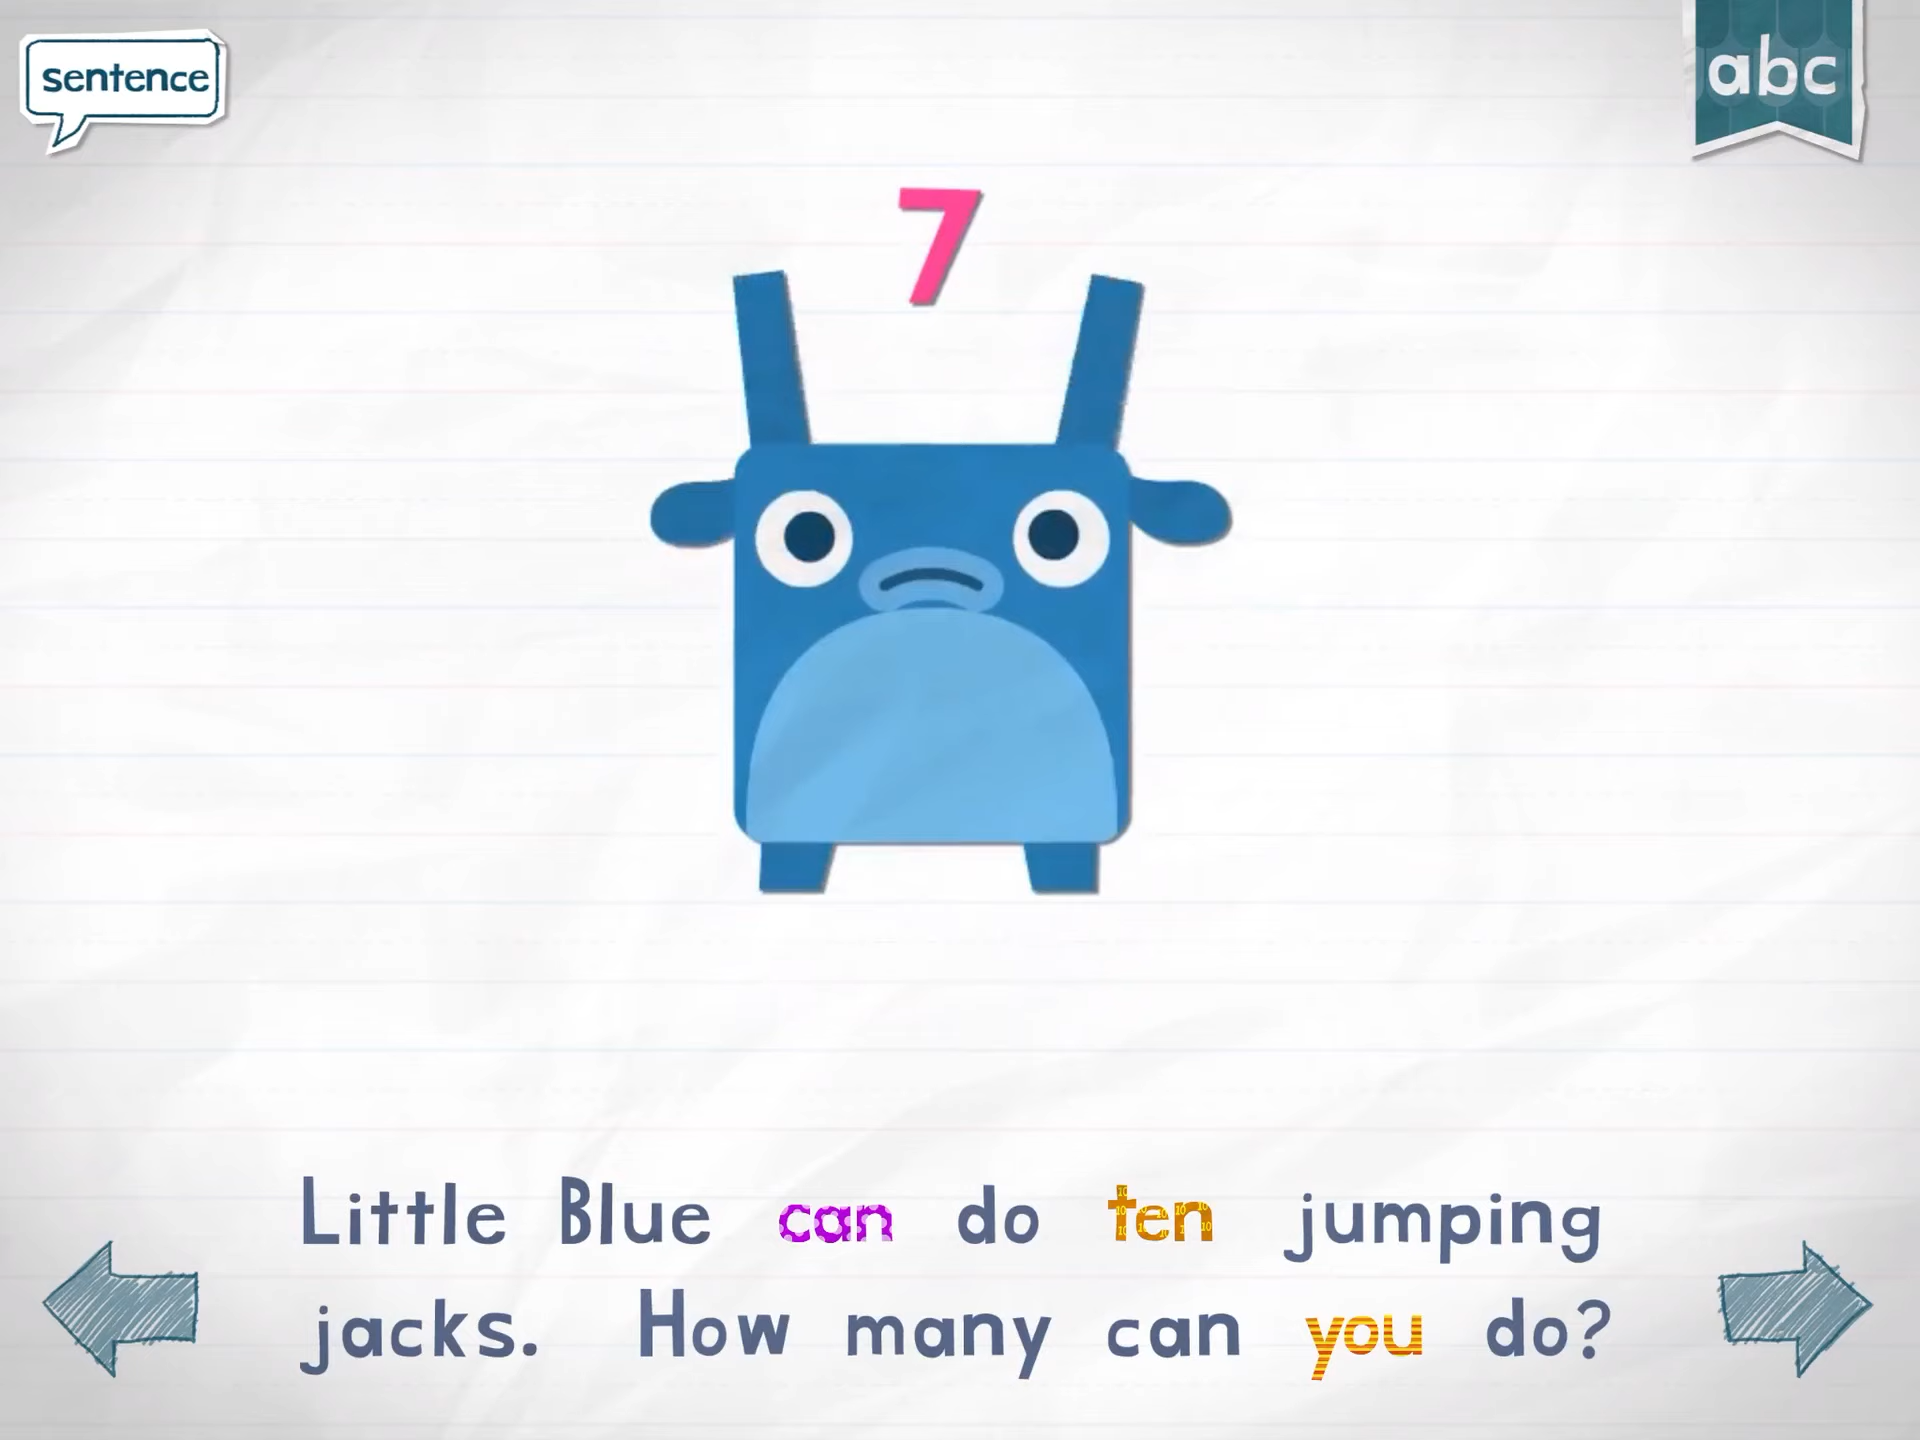 sentence
abc
7
Little Blue can do ten jumping
jacks. How many can you do?